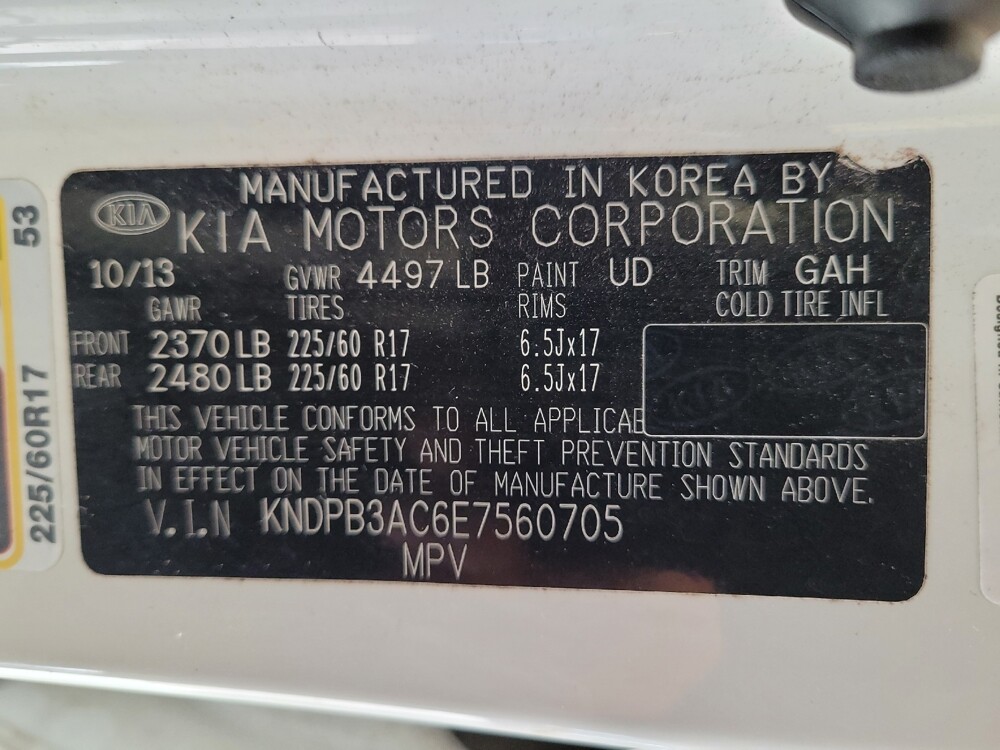 MANUFACTURED IN KOREA BY
KIA KIA MOTORS CORPORATION
10/13 GVWR 4497 LB PAINT UD TRIM GAH
GAWR TIRES RIMS COLD TIRE INFL
FRONT 2370 LB 225/60 R17 6.5Jx17
REAR 2480 LB 225/60 R17 6.5Jx17
THIS VEHICLE CONFORMS TO ALL APPLICAB
MOTOR VEHICLE SAFETY AND THEFT PREVENTION STANDARDS
IN EFFECT ON THE DATE OF MANUFACTURE SHOWN ABOVE.
V.I.N KNDPB3AC6E7560705
MPV
225/60R17 53